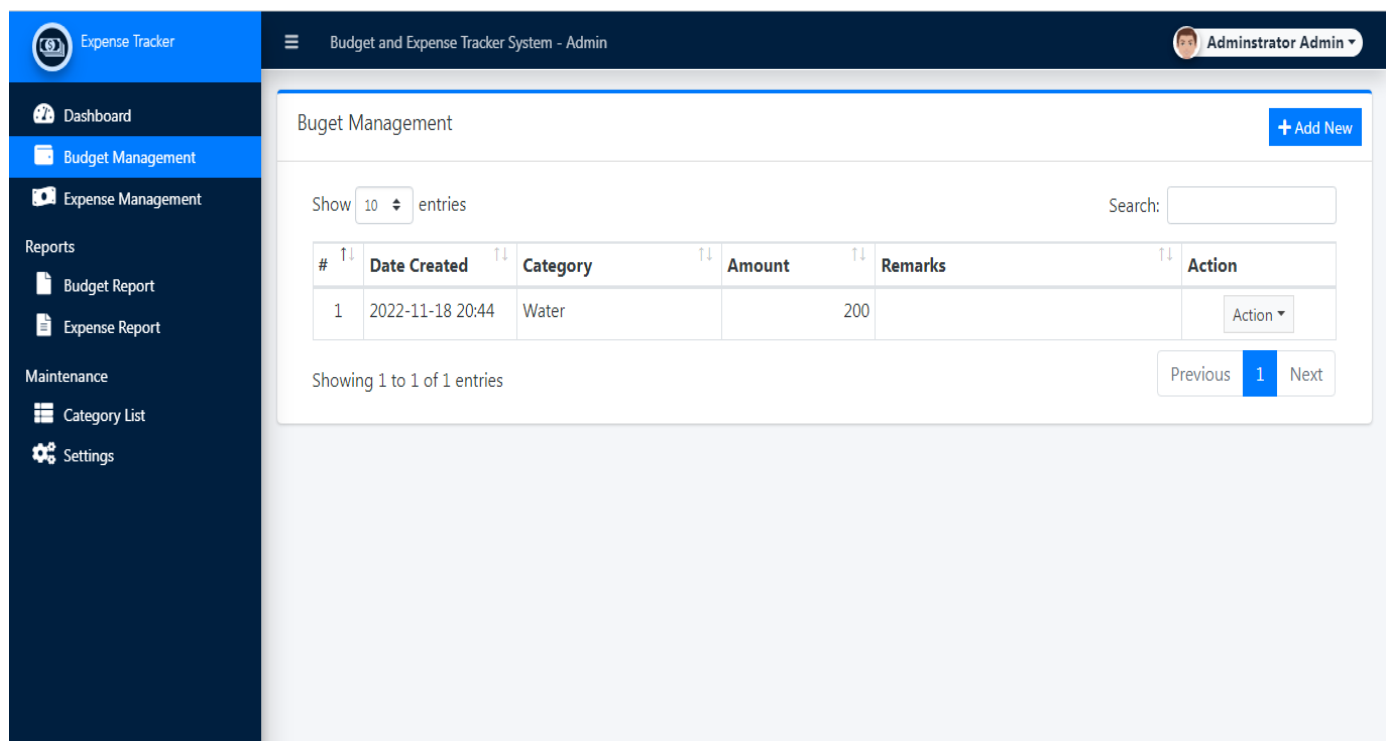 Expense Tracker
Budget and Expense Tracker System - Admin
Adminstrator Admin
Dashboard
Budget Management
Expense Management
Reports
Budget Report
Expense Report
Maintenance
Category List
Settings
Buget Management
Add New
Show 10 entries
Search:
# Date Created Category Amount Remarks Action
1 2022-11-18 20:44 Water 200 Action
Showing 1 to 1 of 1 entries
Previous 1 Next